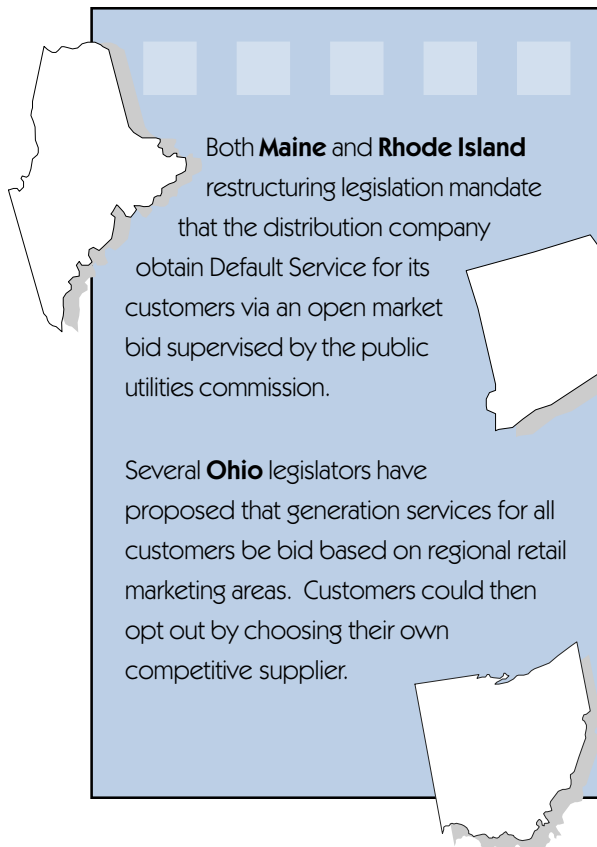 Both Maine and Rhode Island
restructuring legislation mandate
that the distribution company
obtain Default Service for its
customers via an open market
bid supervised by the public
utilities commission.
Several Ohio legislators have
proposed that generation services for all
customers be bid based on regional retail
marketing areas.  Customers could then
opt out by choosing their own
competitive supplier.